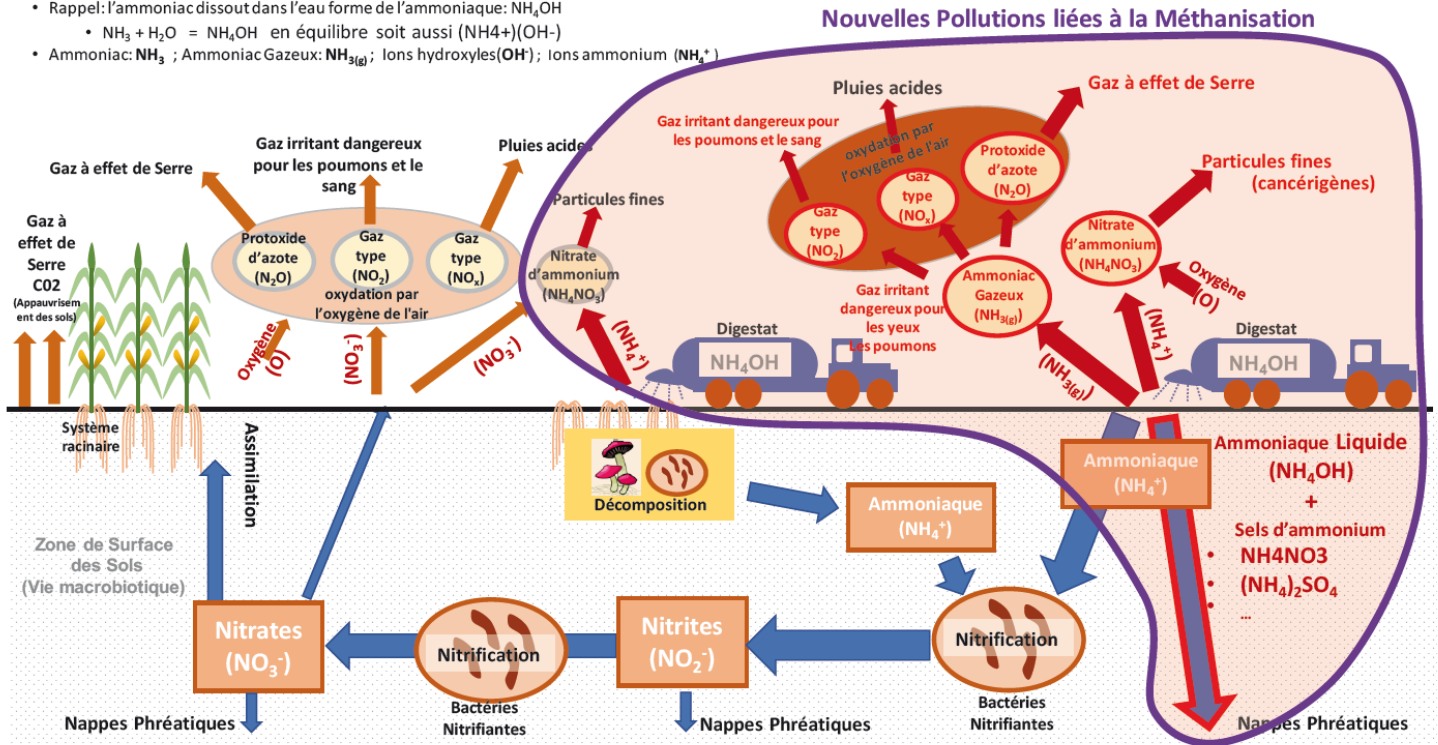 • Rappel: l'ammoniac dissout dans l'eau forme de l'ammoniaque: NH₄OH
• NH₃ + H₂O = NH₄OH en équilibre soit aussi (NH4+)(OH-)
• Ammoniac: NH₃ ; Ammoniac Gazeux: NH₃₍g₎; Ions hydroxyles(OH⁻) ; Ions ammonium (NH₄⁺)
Nouvelles Pollutions liées à la Méthanisation
Gaz à
effet de
Serre
C02
(Appauvrisem
ent des sols)
Gaz à effet de Serre
Gaz irritant dangereux
pour les poumons et le
sang
Pluies acides
Protoxide
d'azote
(N₂O)
Gaz
type
(NO₂)
Gaz
type
(NOₓ)
oxydation par
l'oxygène de l'air
Oxygène
(O)
(NO₃⁻)
(NO₃⁻)
Particules fines
Nitrate
d'ammonium
(NH₄NO₃)
(NH₄⁺)
Gaz irritant dangereux pour
les poumons et le sang
Pluies acides
Gaz à effet de Serre
oxydation par
l'oxygène de l'air
Gaz
type
(NO₂)
Gaz
type
(NOₓ)
Protoxide
d'azote
(N₂O)
Particules fines
(cancérigènes)
Nitrate
d'ammonium
(NH₄NO₃)
Oxygène
(O)
Ammoniac
Gazeux
(NH₃₍g₎)
Gaz irritant
dangereux pour
les yeux
Les poumons
Digestat
NH₄OH
(NH₃₍g₎)
(NH₄⁺)
Digestat
NH₄OH
Système
racinaire
Assimilation
Zone de Surface
des Sols
(Vie macrobiotique)
Décomposition
Ammoniaque
(NH₄⁺)
Ammoniaque
(NH₄⁺)
Ammoniaque Liquide
(NH₄OH)
+
Sels d'ammonium
• NH4NO3
• (NH₄)₂SO₄
• ...
Nitrates
(NO₃⁻)
Nitrification
Bactéries
Nitrifiantes
Nitrites
(NO₂⁻)
Nitrification
Bactéries
Nitrifiantes
Nappes Phréatiques
Nappes Phréatiques
Nappes Phréatiques